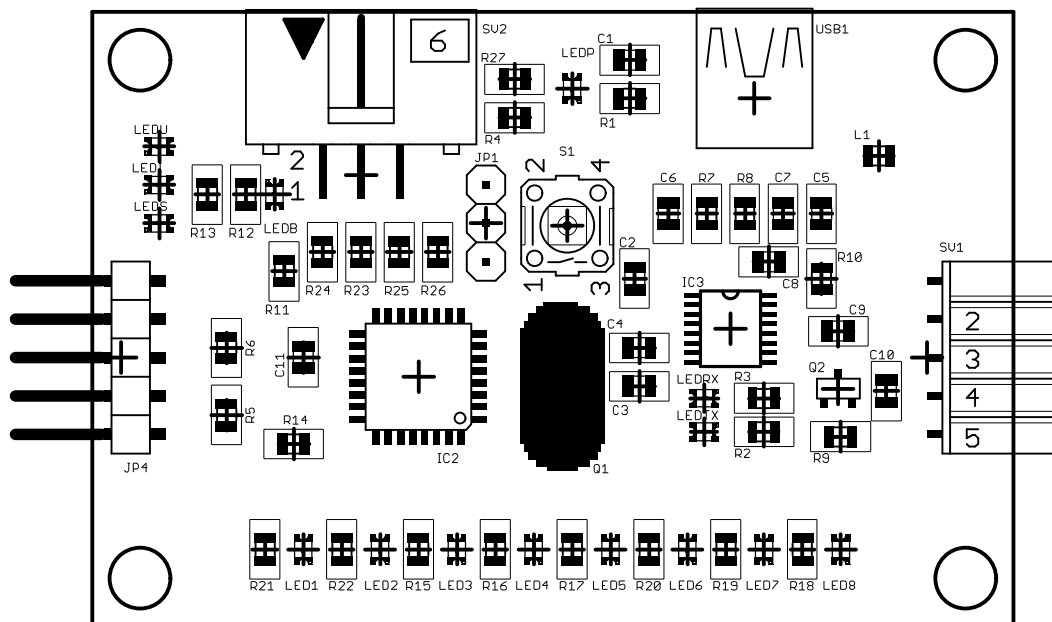 6
SV2
R27
LEDP
C1
USB1
R4
R1
L1
LEDU
LED
LEDS
2
1
R13
R12
LEDB
JP1
S1
2
4
1
3
C6
R7
R8
C7
C5
C2
C8
R10
SV1
R11
R24
R23
R25
R26
IC3
2
3
4
5
C9
R6
C11
C4
C3
R5
R14
LEDRX
R3
Q2
C10
LEDTX
R2
R9
JP4
IC2
Q1
R21
LED1
R22
LED2
R15
LED3
R16
LED4
R17
LED5
R20
LED6
R19
LED7
R18
LED8